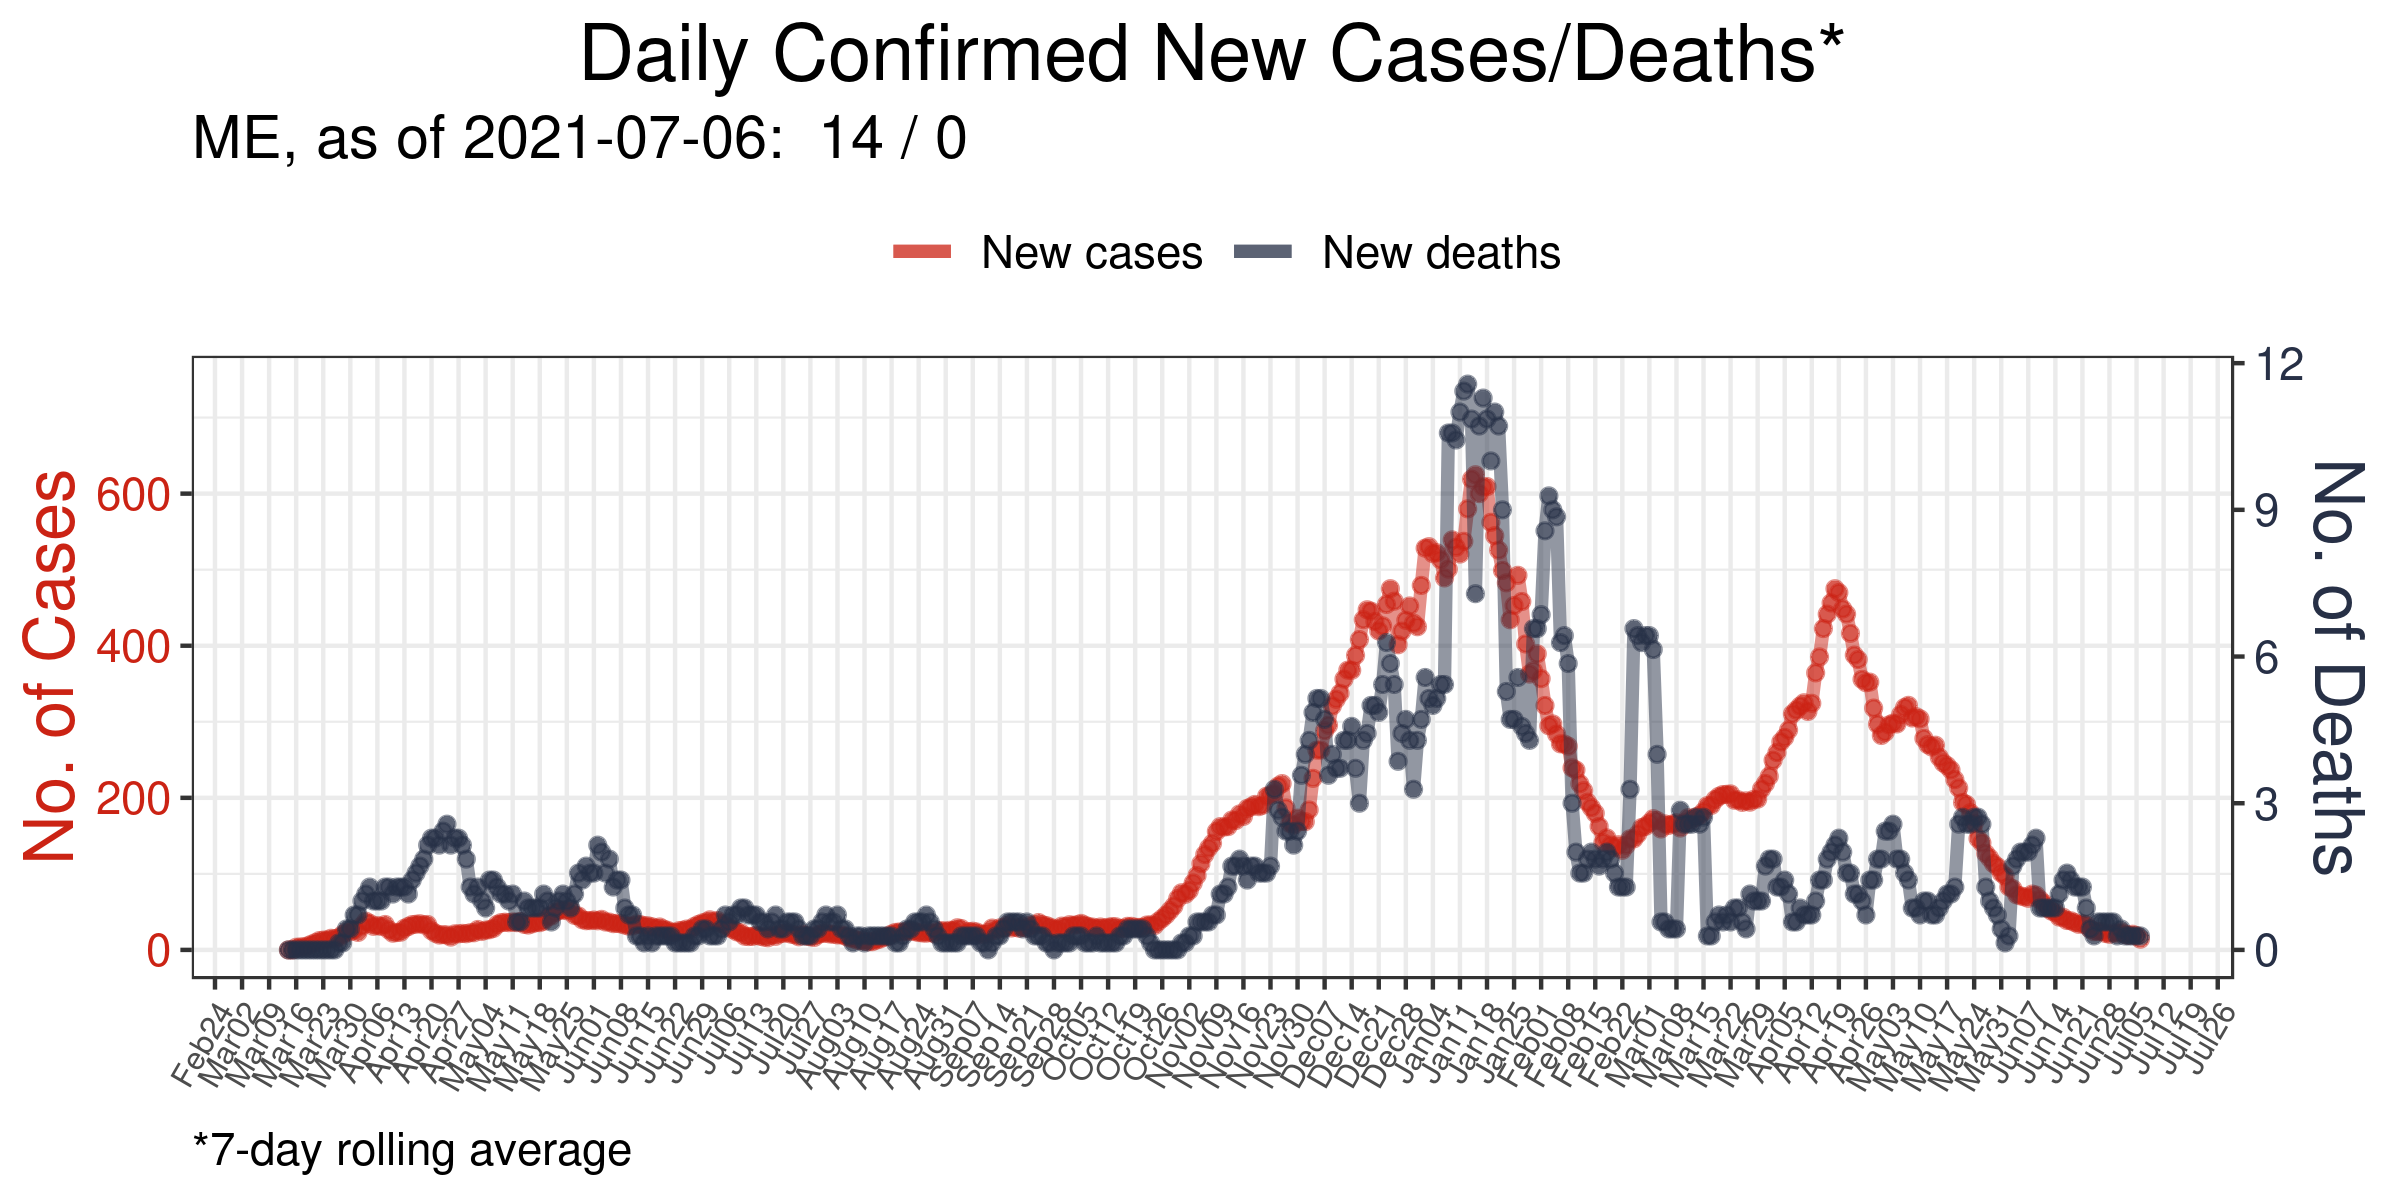 Daily Confirmed New Cases/Deaths*
ME, as of 2021-07-06:  14 / 0
New cases New deaths
No. of Cases
600
400
200
0
12
9
6
3
0
No. of Deaths
Feb24 Mar02 Mar09 Mar16 Mar23 Mar30 Apr06 Apr13 Apr20 Apr27 May04 May11 May18 May25 Jun01 Jun08 Jun15 Jun22 Jun29 Jul06 Jul13 Jul20 Jul27 Aug03 Aug10 Aug17 Aug24 Aug31 Sep07 Sep14 Sep21 Sep28 Oct05 Oct12 Oct19 Oct26 Nov02 Nov09 Nov16 Nov23 Nov30 Dec07 Dec14 Dec21 Dec28 Jan04 Jan11 Jan18 Jan25 Feb01 Feb08 Feb15 Feb22 Mar01 Mar08 Mar15 Mar22 Mar29 Apr05 Apr12 Apr19 Apr26 May03 May10 May17 May24 May31 Jun07 Jun14 Jun21 Jun28 Jul05 Jul12 Jul19 Jul26
*7-day rolling average